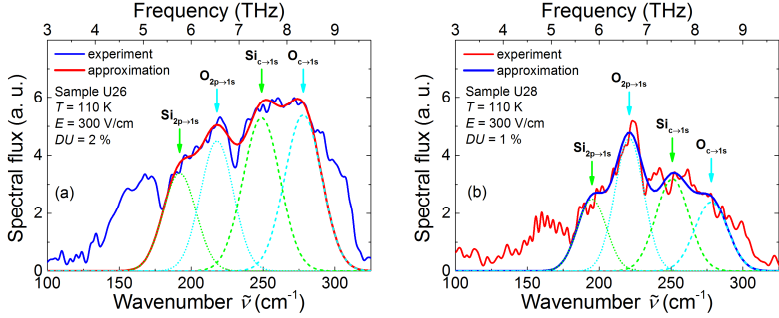 Frequency (THz)
3 4 5 6 7 8 9
experiment
approximation
Sample U26
T = 110 K
E = 300 V/cm
DU = 2 %
Si2p→1s
O2p→1s
Sic→1s
Oc→1s
(a)
Spectral flux (a. u.)
6
4
2
0
100 150 200 250 300
Wavenumber ν̃ (cm-1)
Frequency (THz)
3 4 5 6 7 8 9
experiment
approximation
Sample U28
T = 110 K
E = 300 V/cm
DU = 1 %
Si2p→1s
O2p→1s
Sic→1s
Oc→1s
(b)
Spectral flux (a. u.)
6
4
2
0
100 150 200 250 300
Wavenumber ν̃ (cm-1)